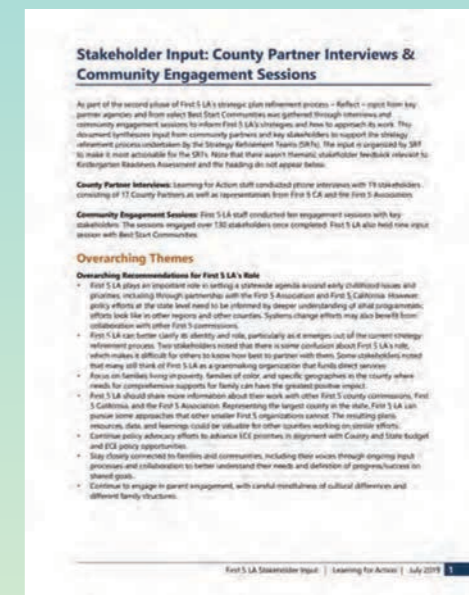 Stakeholder Input: County Partner Interviews &
Community Engagement Sessions
As part of the second phase of First 5 LA's strategic plan refinement process – Reflect – input from key
partner agencies and from select Best Start Communities was gathered through interviews and
community engagement sessions to inform First 5 LA's strategies and how to approach its work. This
document synthesizes input from community partners and key stakeholders to support the strategy
refinement process undertaken by the Strategy Refinement Teams (SRTs). The input is organized by SRT
to make it most actionable for the SRTs. Note that there wasn't thematic stakeholder feedback relevant to
Kindergarten Readiness Assessment and the heading do not appear below.
County Partner Interviews: Learning for Action staff conducted phone interviews with 19 stakeholders
consisting of 17 County Partners as well as representatives from First 5 CA and the First 5 Association.
Community Engagement Sessions: First 5 LA staff conducted ten engagement sessions with key
stakeholders. The sessions engaged over 130 stakeholders once completed. First 5 LA also held nine input
session with Best Start Communities.
Overarching Themes
Overarching Recommendations for First 5 LA's Role
• First 5 LA plays an important role in setting a statewide agenda around early childhood issues and
priorities, including through partnership with the First 5 Association and First 5 California. However,
policy efforts at the state level need to be informed by deeper understanding of what programmatic
efforts look like in other regions and other counties. Systems change efforts may also benefit from
collaboration with other First 5 commissions.
• First 5 LA can better clarify its identity and role, particularly as it emerges out of the current strategy
refinement process. Two stakeholders noted that there is some confusion about First 5 LA's role,
which makes it difficult for others to know how best to partner with them. Some stakeholders noted
that many still think of First 5 LA as a grantmaking organization that funds direct services.
• Focus on families living in poverty, families of color, and specific geographies in the county where
needs for comprehensive supports for family can have the greatest positive impact.
• First 5 LA should share more information about their work with other First 5 county commissions, First
5 California, and the First 5 Association. Representing the largest county in the state, First 5 LA can
pursue some approaches that other smaller First 5 organizations cannot. The resulting plans,
resources, data, and learnings could be valuable for other counties working on similar efforts.
• Continue policy advocacy efforts to advance ECE priorities in alignment with County and State budget
and ECE policy opportunities.
• Stay closely connected to families and communities, including their voices through ongoing input
processes and collaboration to better understand their needs and definition of progress/success on
shared goals.
• Continue to engage in parent engagement, with careful mindfulness of cultural differences and
different family structures.
First 5 LA Stakeholder Input | Learning for Action | July 2019 1